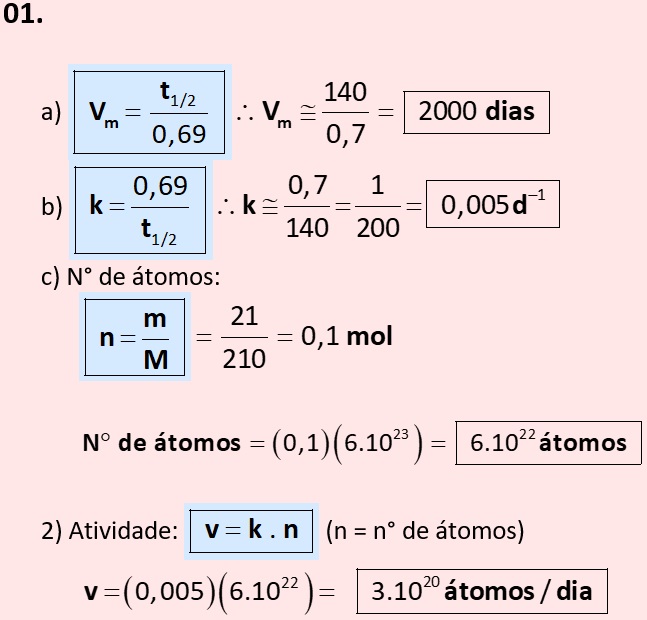 01.
a) Vₘ = t₁/₂ / 0,69 ∴ Vₘ ≅ 140 / 0,7 = 2000 dias
b) k = 0,69 / t₁/₂ ∴ k ≅ 0,7 / 140 = 1 / 200 = 0,005 d⁻¹
c) N° de átomos:
n = m / M = 21 / 210 = 0,1 mol
N° de átomos = (0,1)(6.10²³) = 6.10²² átomos
2) Atividade: v = k . n (n = n° de átomos)
v = (0,005)(6.10²²) = 3.10²⁰ átomos / dia